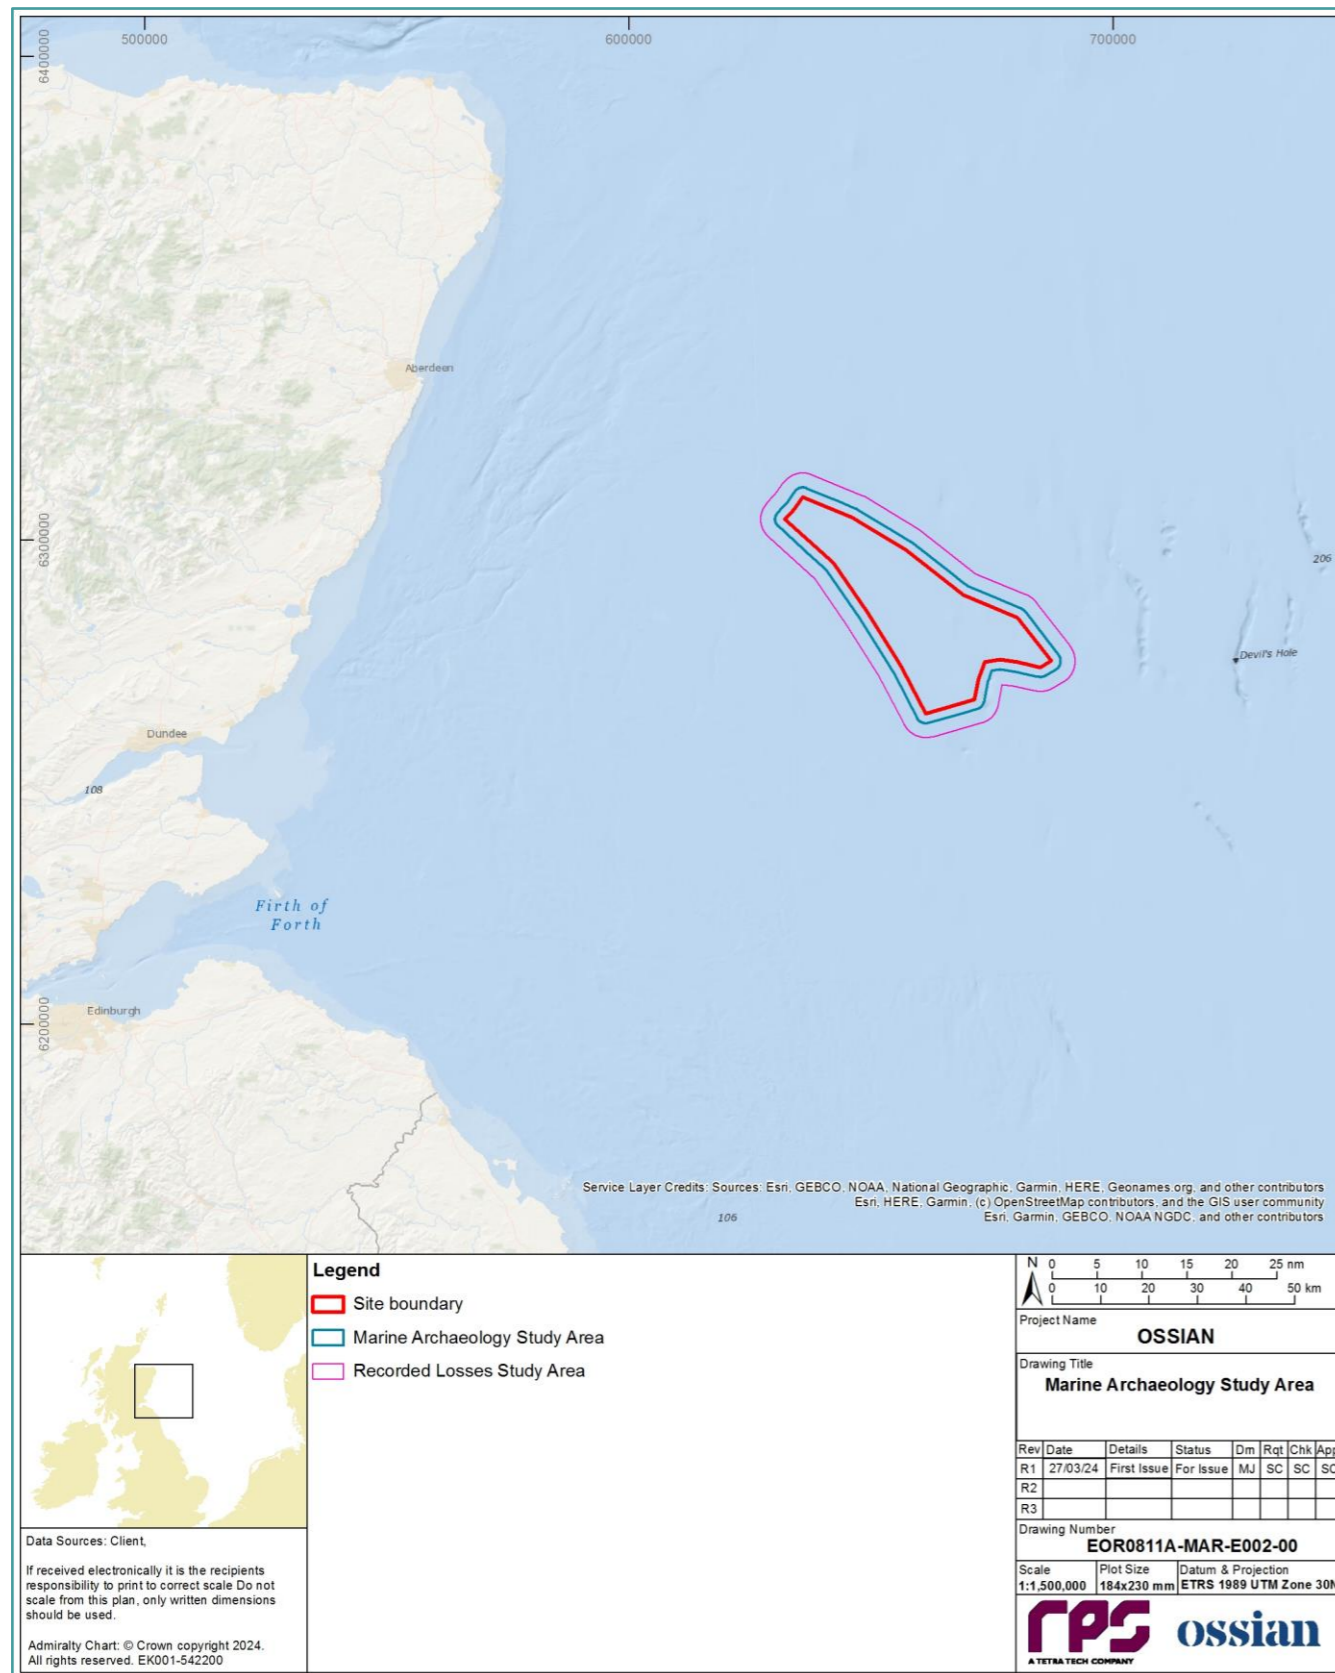 500000
600000
700000
6400000
6300000
6200000
Aberdeen
206
Devil's Hole
Dundee
108
Firth of
Forth
Edinburgh
Service Layer Credits: Sources: Esri, GEBCO, NOAA, National Geographic, Garmin, HERE, Geonames.org, and other contributors
Esri, HERE, Garmin, (c) OpenStreetMap contributors, and the GIS user community
Esri, Garmin, GEBCO, NOAA NGDC, and other contributors
106
Legend
Site boundary
Marine Archaeology Study Area
Recorded Losses Study Area
Data Sources: Client,
If received electronically it is the recipients
responsibility to print to correct scale Do not
scale from this plan, only written dimensions
should be used.
Admiralty Chart: © Crown copyright 2024.
All rights reserved. EK001-542200
N 0 5 10 15 20 25 nm
0 10 20 30 40 50 km
Project Name
OSSIAN
Drawing Title
Marine Archaeology Study Area
Rev Date Details Status Dm Rqt Chk App
R1 27/03/24 First Issue For Issue MJ SC SC SC
R2
R3
Drawing Number
EOR0811A-MAR-E002-00
Scale Plot Size Datum & Projection
1:1,500,000 184x230 mm ETRS 1989 UTM Zone 30N
rps ossian
A TETRA TECH COMPANY